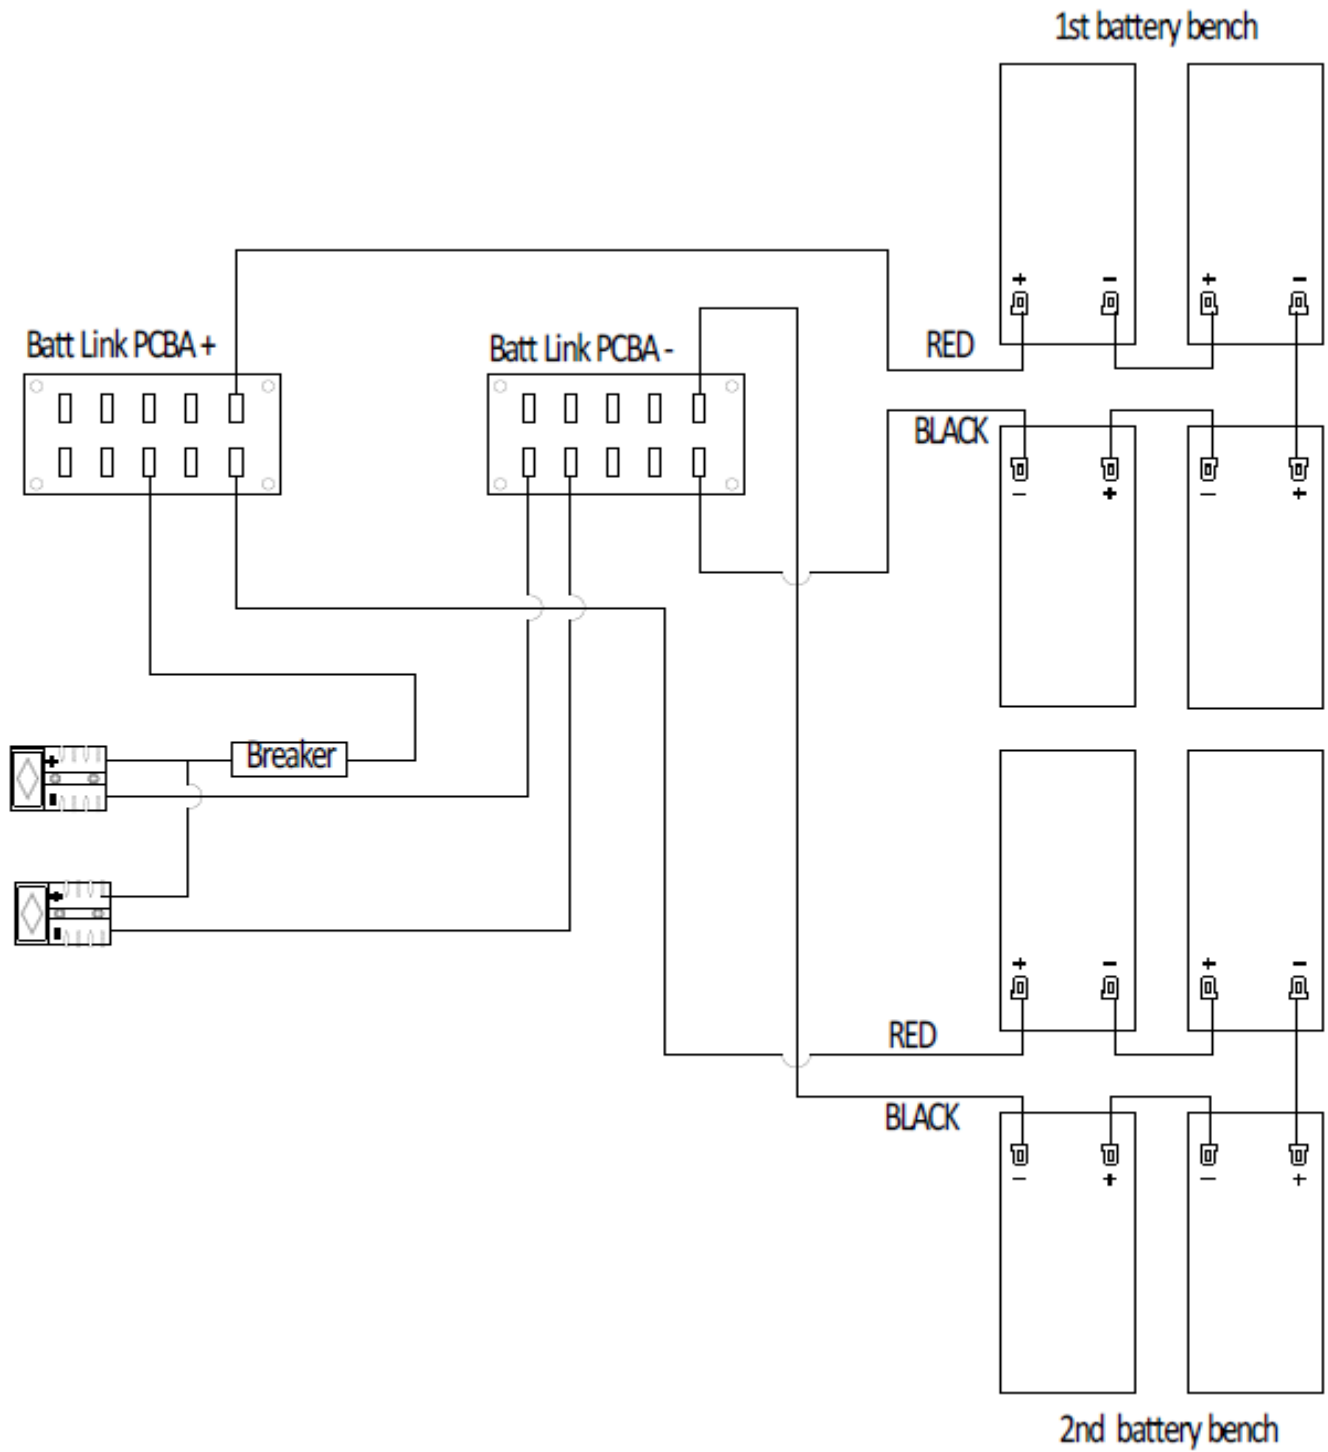 1st battery bench
+ - + -
Batt Link PCBA +
Batt Link PCBA -
RED
BLACK
- + - +
Breaker
+
-
+
-
+ - + -
RED
BLACK
- + - +
2nd battery bench